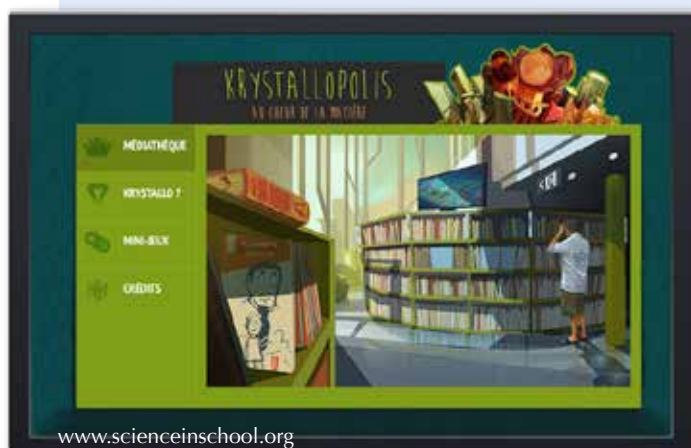 KRYSTALLOPOLIS
AU CŒUR DE LA MATIÈRE
MÉDIATHÈQUE
KRYSTALLO ?
MINI-JEUX
CRÉDITS
www.scienceinschool.org